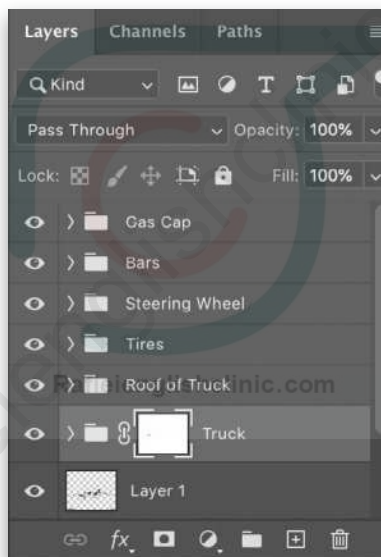 Layers Channels Paths
Kind
Pass Through Opacity: 100%
Lock: Fill: 100%
Gas Cap
Bars
Steering Wheel
Tires
Roof of Truck
Truck
Layer 1
fx